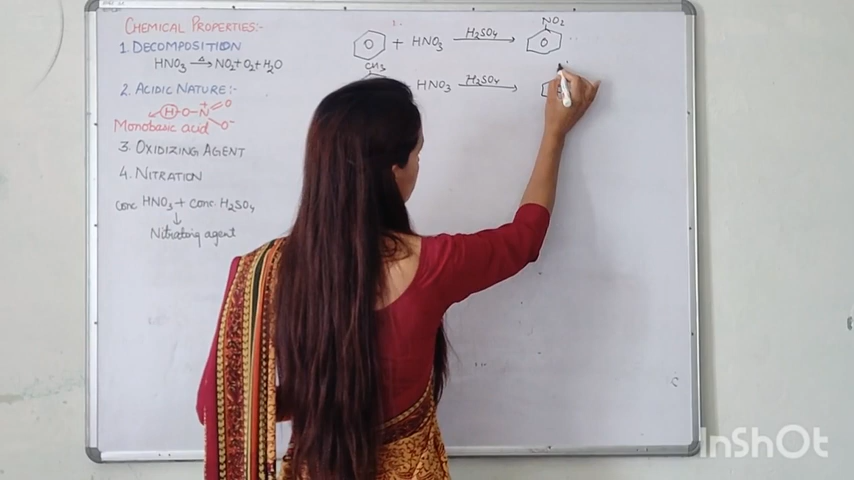 CHEMICAL PROPERTIES:-
1. DECOMPOSITION
HNO₃ —Δ→ NO₂ + O₂ + H₂O
2. ACIDIC NATURE:-
H-O-N⁺ =O
O⁻
Monobasic acid
3. OXIDIZING AGENT
4. NITRATION
Conc HNO₃ + Conc. H₂SO₄
↓
Nitrating agent
1.
NO₂
+ HNO₃ —H₂SO₄→
CH₃
HNO₃ —H₂SO₄→
InShOt